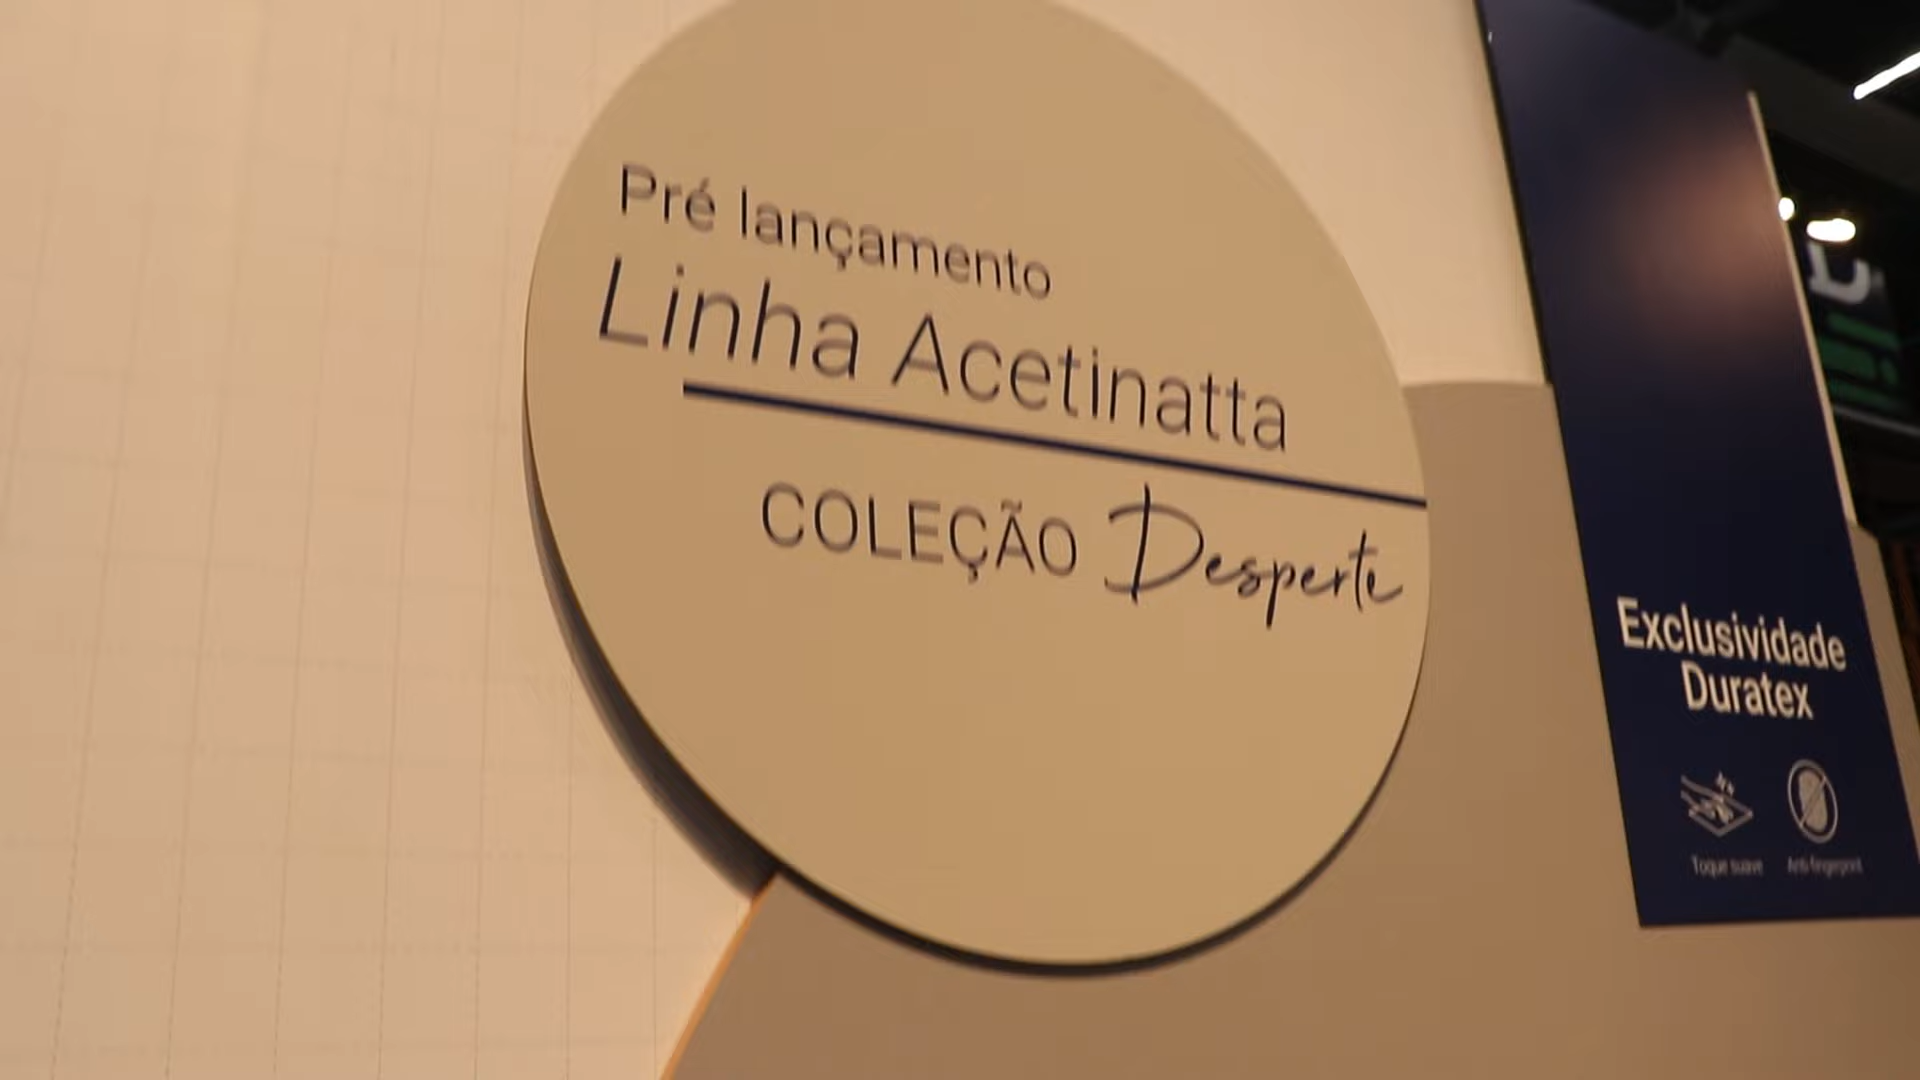 Pré lançamento
Linha Acetinatta
COLEÇÃO Desperte
Exclusividade
Duratex
Toque suave
Anti-fingerprint